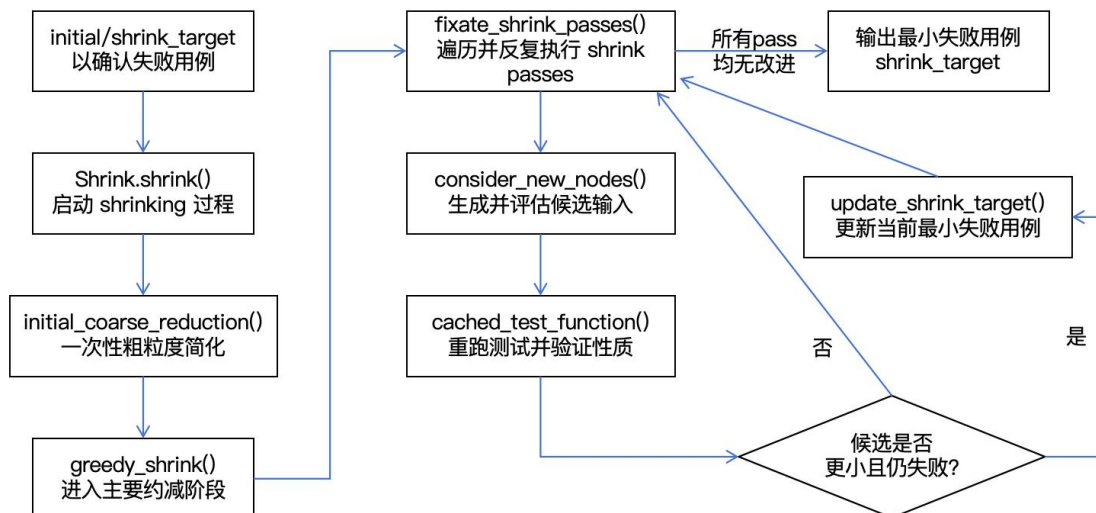 initial/shrink_target
以确认失败用例
Shrink.shrink()
启动 shrinking 过程
initial_coarse_reduction()
一次性粗粒度简化
greedy_shrink()
进入主要约减阶段
fixate_shrink_passes()
遍历并反复执行 shrink
passes
consider_new_nodes()
生成并评估候选输入
cached_test_function()
重跑测试并验证性质
候选是否
更小且仍失败?
否
是
update_shrink_target()
更新当前最小失败用例
所有pass
均无改进
输出最小失败用例
shrink_target